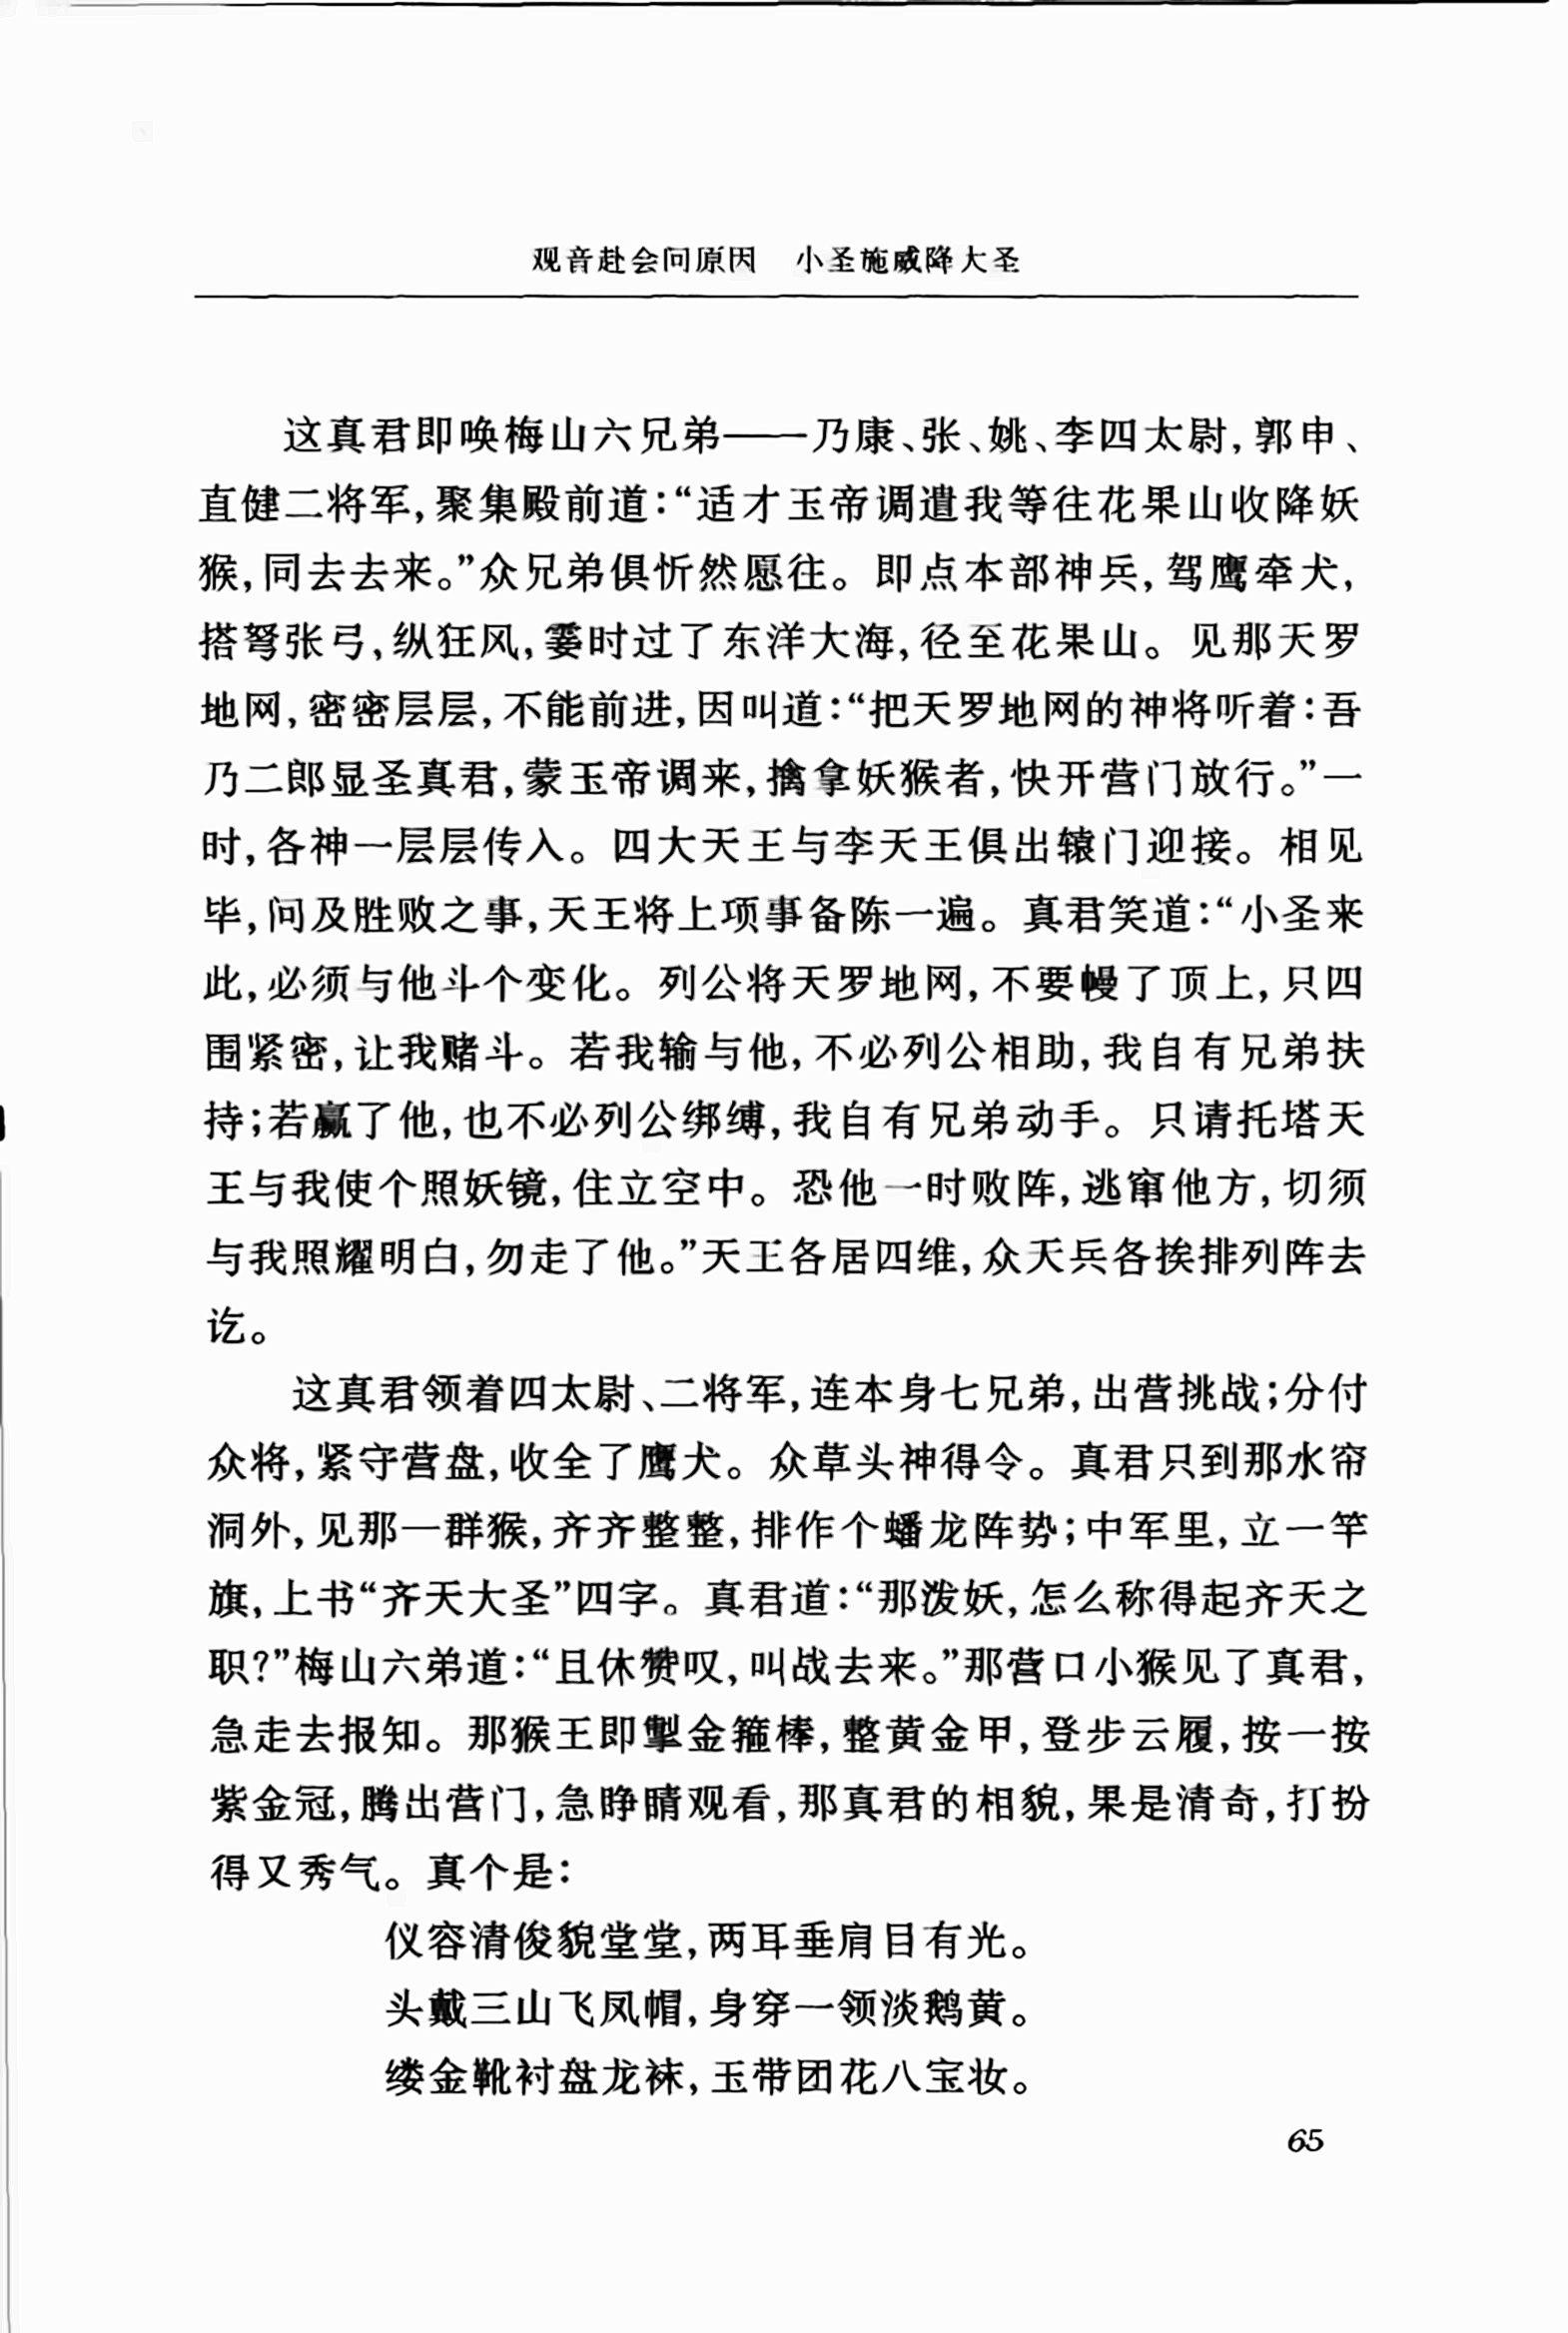 观音赴会问原因　小圣施威降大圣
这真君即唤梅山六兄弟——乃康、张、姚、李四太尉,郭申、
直健二将军,聚集殿前道:“适才玉帝调遣我等往花果山收降妖
猴,同去去来。”众兄弟俱忻然愿往。即点本部神兵,驾鹰牵犬,
搭弩张弓,纵狂风,霎时过了东洋大海,径至花果山。见那天罗
地网,密密层层,不能前进,因叫道:“把天罗地网的神将听着:吾
乃二郎显圣真君,蒙玉帝调来,擒拿妖猴者,快开营门放行。”一
时,各神一层层传入。四大天王与李天王俱出辕门迎接。相见
毕,问及胜败之事,天王将上项事备陈一遍。真君笑道:“小圣来
此,必须与他斗个变化。列公将天罗地网,不要幔了顶上,只四
围紧密,让我赌斗。若我输与他,不必列公相助,我自有兄弟扶
持;若赢了他,也不必列公绑缚,我自有兄弟动手。只请托塔天
王与我使个照妖镜,住立空中。恐他一时败阵,逃窜他方,切须
与我照耀明白,勿走了他。”天王各居四维,众天兵各挨排列阵去
讫。
这真君领着四太尉、二将军,连本身七兄弟,出营挑战;分付
众将,紧守营盘,收全了鹰犬。众草头神得令。真君只到那水帘
洞外,见那一群猴,齐齐整整,排作个蟠龙阵势;中军里,立一竿
旗,上书“齐天大圣”四字。真君道:“那泼妖,怎么称得起齐天之
职?”梅山六弟道:“且休赞叹,叫战去来。”那营口小猴见了真君,
急走去报知。那猴王即掣金箍棒,整黄金甲,登步云履,按一按
紫金冠,腾出营门,急睁睛观看,那真君的相貌,果是清奇,打扮
得又秀气。真个是:
仪容清俊貌堂堂,两耳垂肩目有光。
头戴三山飞凤帽,身穿一领淡鹅黄。
缕金靴衬盘龙袜,玉带团花八宝妆。
65